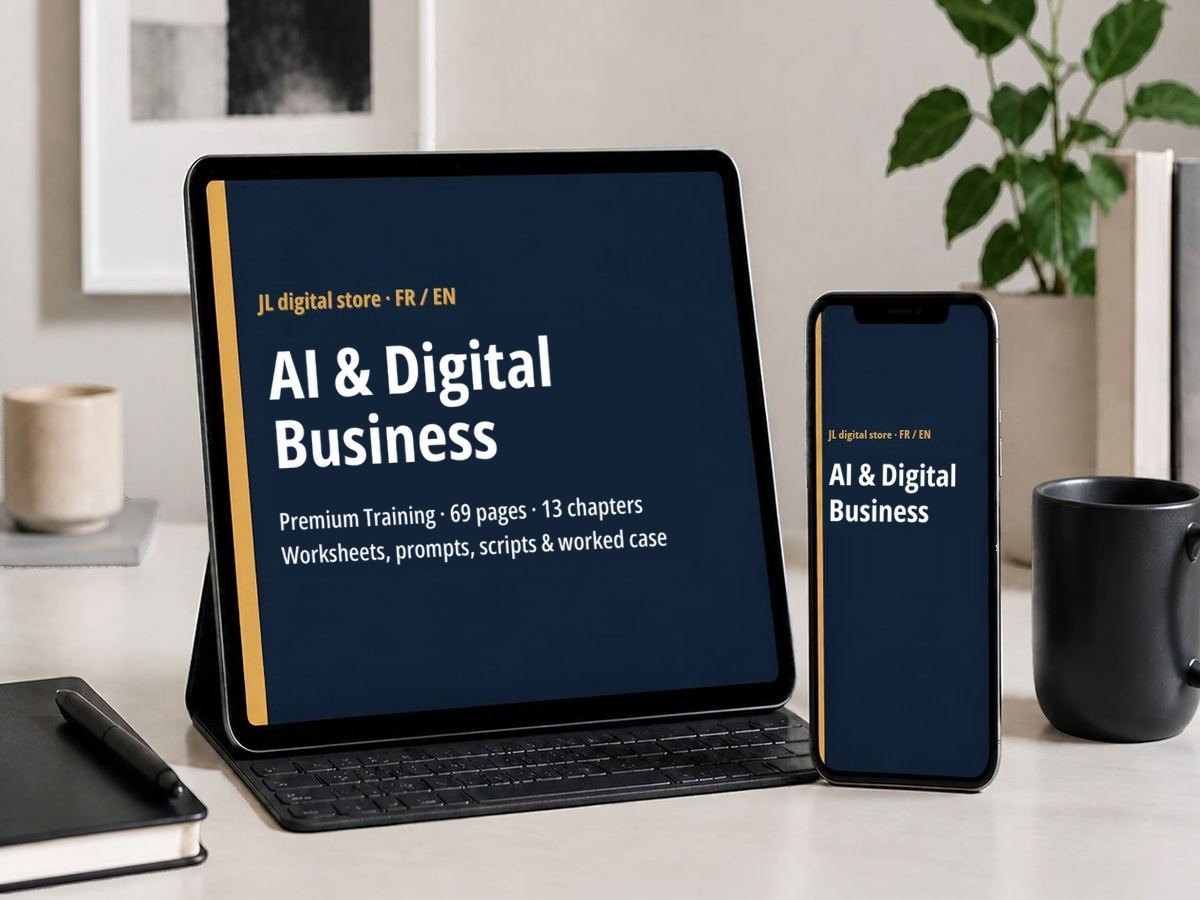 JL digital store · FR / EN
AI & Digital
Business
Premium Training · 69 pages · 13 chapters
Worksheets, prompts, scripts & worked case
JL digital store · FR / EN
AI & Digital
Business